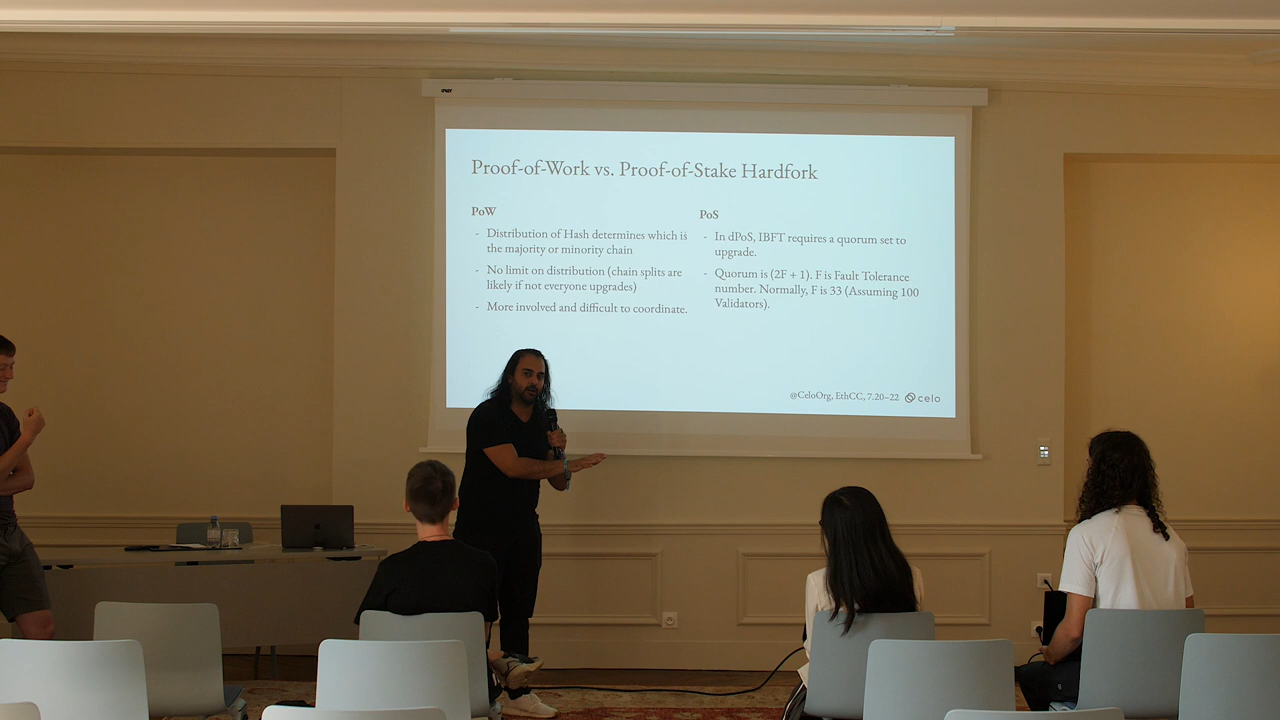 Proof-of-Work vs. Proof-of-Stake Hardfork
PoW
- Distribution of Hash determines which is
the majority or minority chain
- No limit on distribution (chain splits are
likely if not everyone upgrades)
- More involved and difficult to coordinate.
PoS
- In dPoS, IBFT requires a quorum set to
upgrade.
- Quorum is (2F + 1). F is Fault Tolerance
number. Normally, F is 33 (Assuming 100
Validators).
@CeloOrg, EthCC, 7.20–22 celo